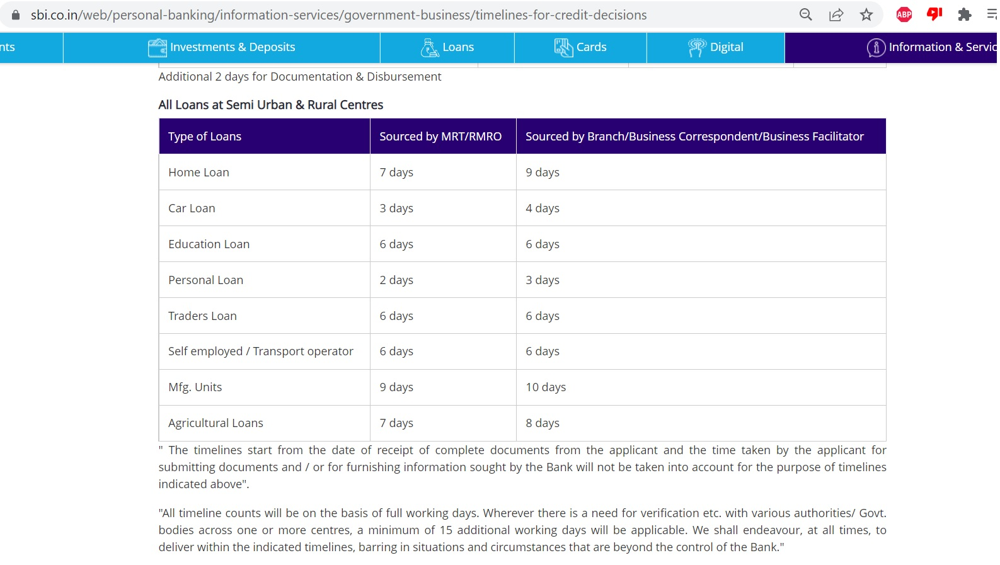 sbi.co.in/web/personal-banking/information-services/government-business/timelines-for-credit-decisions
ABP
nts
Investments & Deposits
Loans
Cards
Digital
Information & Servic
Additional 2 days for Documentation & Disbursement
All Loans at Semi Urban & Rural Centres
Type of Loans Sourced by MRT/RMRO Sourced by Branch/Business Correspondent/Business Facilitator
Home Loan 7 days 9 days
Car Loan 3 days 4 days
Education Loan 6 days 6 days
Personal Loan 2 days 3 days
Traders Loan 6 days 6 days
Self employed / Transport operator 6 days 6 days
Mfg. Units 9 days 10 days
Agricultural Loans 7 days 8 days
" The timelines start from the date of receipt of complete documents from the applicant and the time taken by the applicant for
submitting documents and / or for furnishing information sought by the Bank will not be taken into account for the purpose of timelines
indicated above".
"All timeline counts will be on the basis of full working days. Wherever there is a need for verification etc. with various authorities/ Govt.
bodies across one or more centres, a minimum of 15 additional working days will be applicable. We shall endeavour, at all times, to
deliver within the indicated timelines, barring in situations and circumstances that are beyond the control of the Bank."